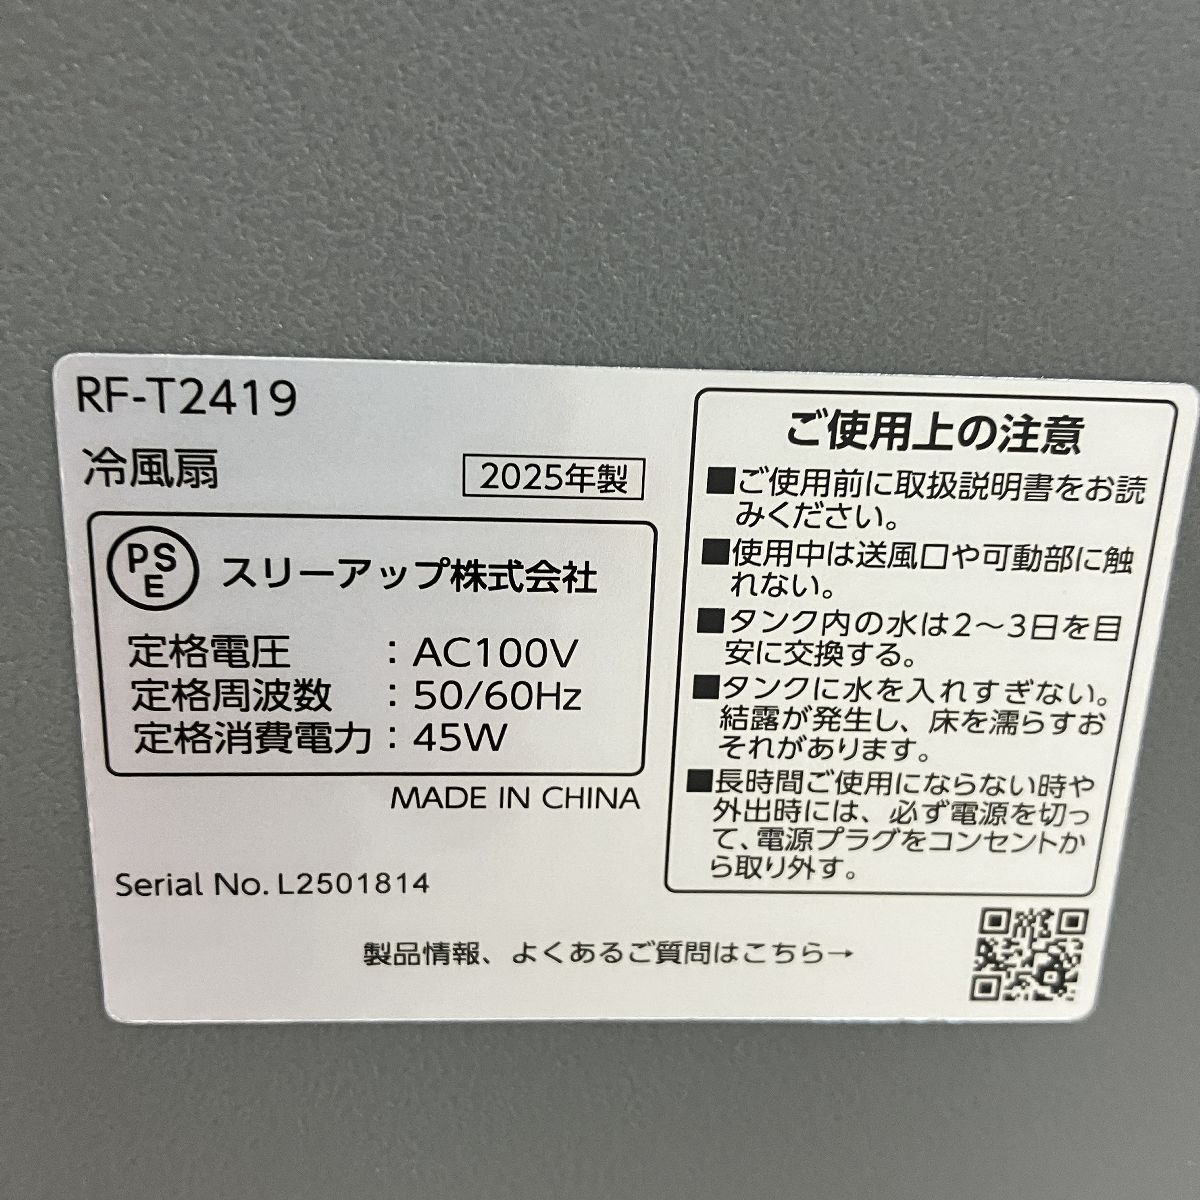 RF-T2419
冷風扇
2025年製
PSE
スリーアップ株式会社
定格電圧 ：AC100V
定格周波数 ：50/60Hz
定格消費電力：45W
MADE IN CHINA
Serial No. L2501814
ご使用上の注意
■ご使用前に取扱説明書をお読
みください。
■使用中は送風口や可動部に触
れない。
■タンク内の水は2～3日を目
安に交換する。
■タンクに水を入れすぎない。
結露が発生し、床を濡らすお
それがあります。
■長時間ご使用にならない時や
外出時には、必ず電源を切っ
て、電源プラグをコンセントか
ら取り外す。
製品情報、よくあるご質問はこちら→